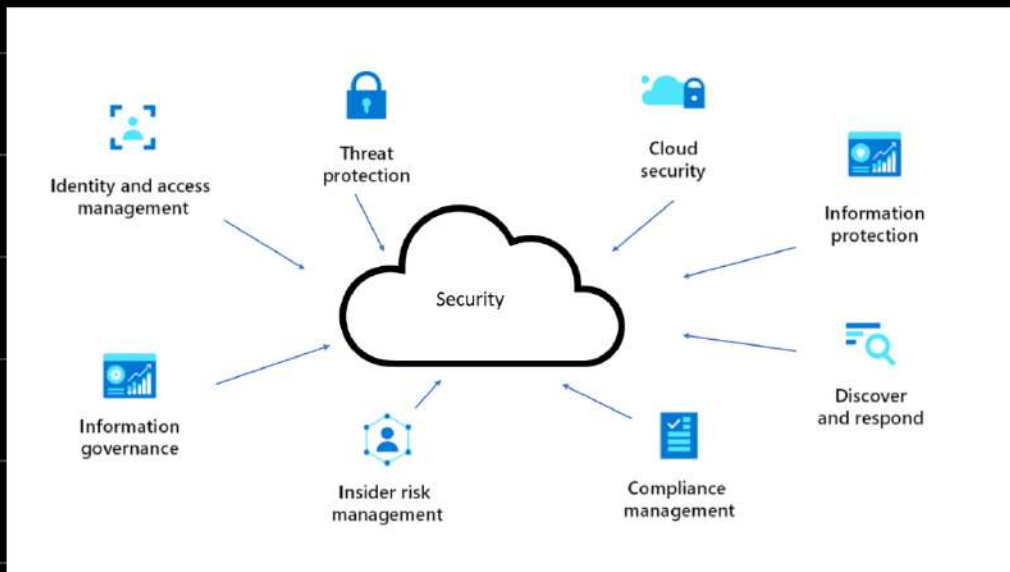 Threat
protection
Cloud
security
Identity and access
management
Information
protection
Security
Information
governance
Discover
and respond
Insider risk
management
Compliance
management